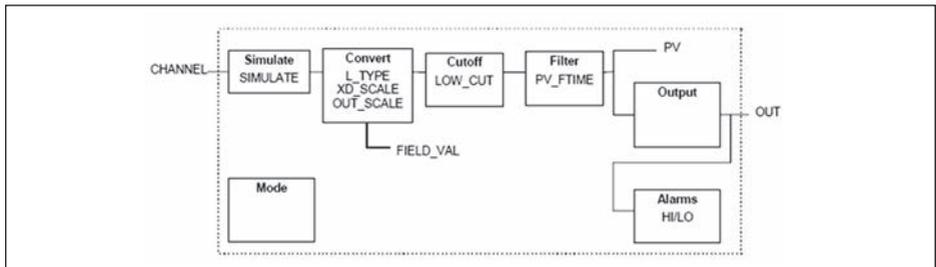 CHANNEL
Simulate
SIMULATE
Convert
L_TYPE
XD_SCALE
OUT_SCALE
FIELD_VAL
Cutoff
LOW_CUT
Filter
PV_FTIME
PV
Output
OUT
Mode
Alarms
HI/LO